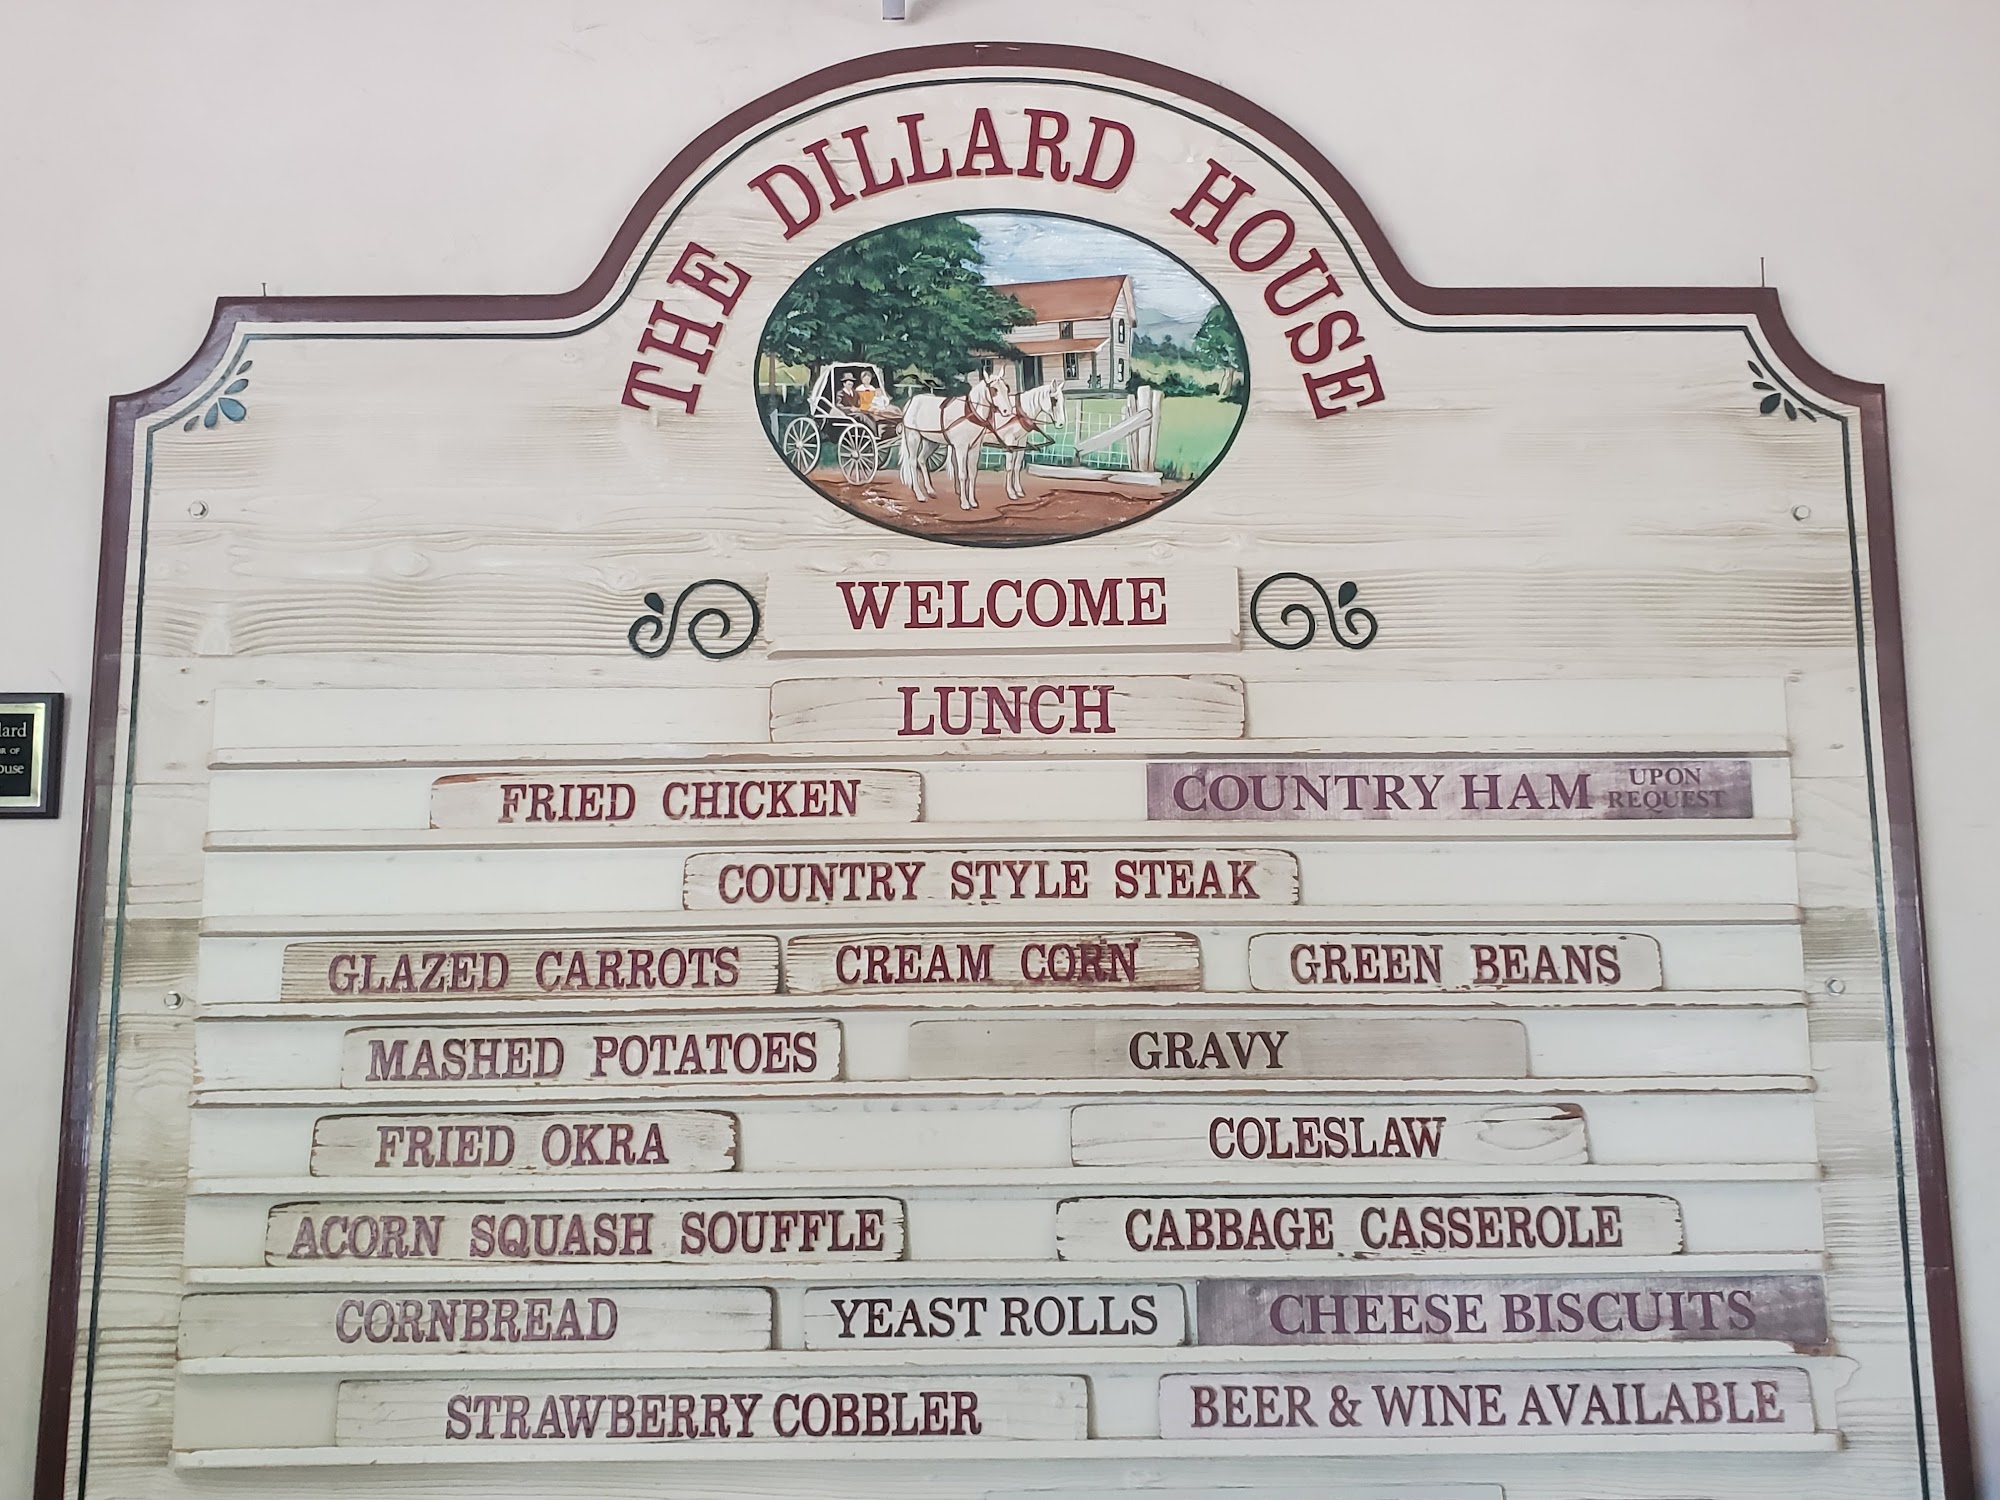 THE DILLARD HOUSE
WELCOME
LUNCH
FRIED CHICKEN COUNTRY HAM UPON REQUEST
COUNTRY STYLE STEAK
GLAZED CARROTS CREAM CORN GREEN BEANS
MASHED POTATOES GRAVY
FRIED OKRA COLESLAW
ACORN SQUASH SOUFFLE CABBAGE CASSEROLE
CORNBREAD YEAST ROLLS CHEESE BISCUITS
STRAWBERRY COBBLER BEER & WINE AVAILABLE